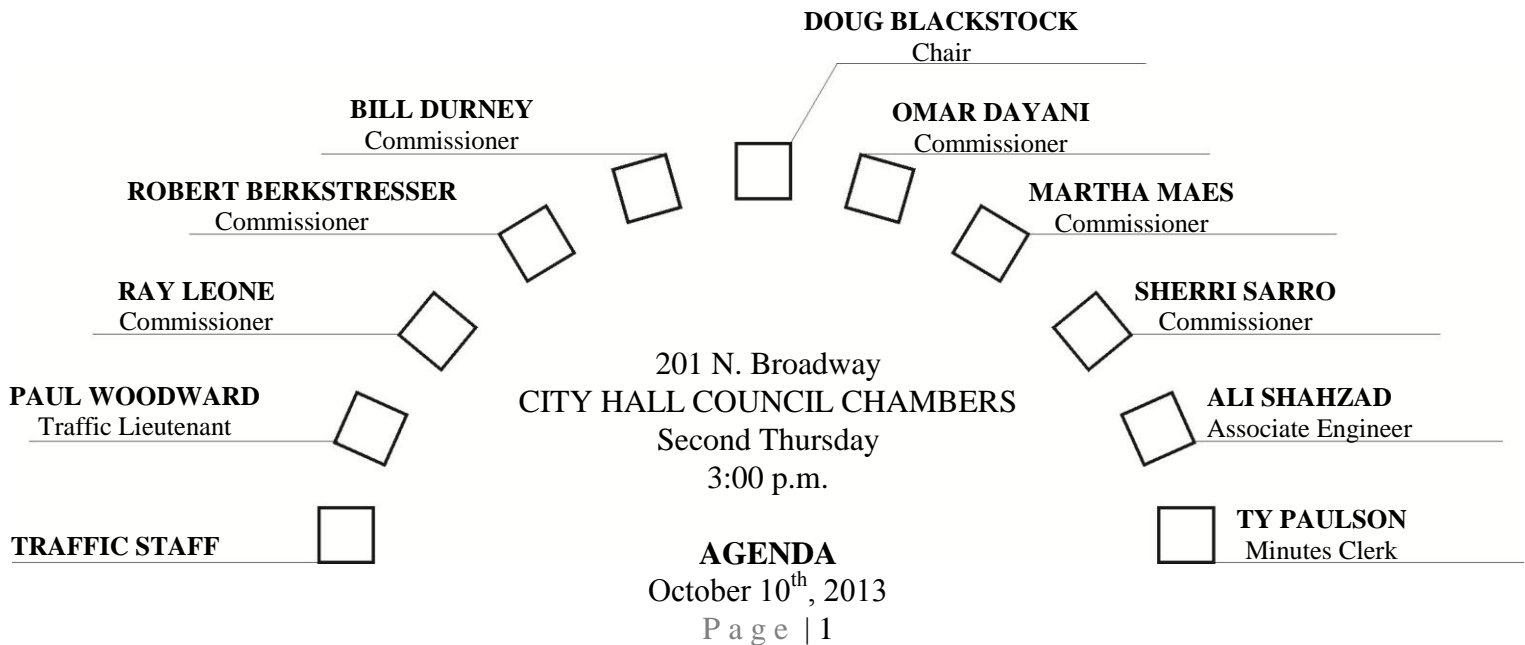 DOUG BLACKSTOCK
Chair
BILL DURNEY
Commissioner
OMAR DAYANI
Commissioner
ROBERT BERKSTRESSER
Commissioner
MARTHA MAES
Commissioner
RAY LEONE
Commissioner
SHERRI SARRO
Commissioner
PAUL WOODWARD
Traffic Lieutenant
ALI SHAHZAD
Associate Engineer
TRAFFIC STAFF
TY PAULSON
Minutes Clerk
201 N. Broadway
CITY HALL COUNCIL CHAMBERS
Second Thursday
3:00 p.m.
AGENDA
October 10th, 2013
Page | 1